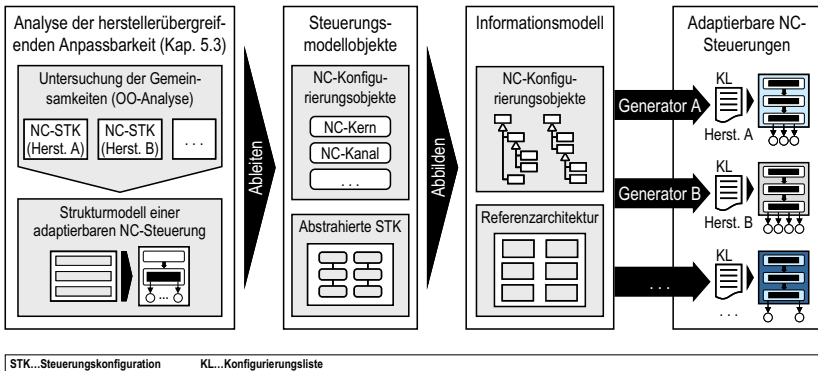 Analyse der herstellerübergreif-
enden Anpassbarkeit (Kap. 5.3)
Untersuchung der Gemein-
samkeiten (OO-Analyse)
NC-STK
(Herst. A)
NC-STK
(Herst. B)
. . .
Strukturmodell einer
adaptierbaren NC-Steuerung
...
Ableiten
Steuerungs-
modellobjekte
NC-Konfigu-
rierungsobjekte
NC-Kern
NC-Kanal
. . .
Abstrahierte STK
Abbilden
Informationsmodell
NC-Konfigu-
rierungsobjekte
Referenzarchitektur
Generator A
Generator B
. . .
Adaptierbare NC-
Steuerungen
KL
Herst. A
KL
Herst. B
KL
. . .
STK...Steuerungskonfiguration KL...Konfigurierungsliste